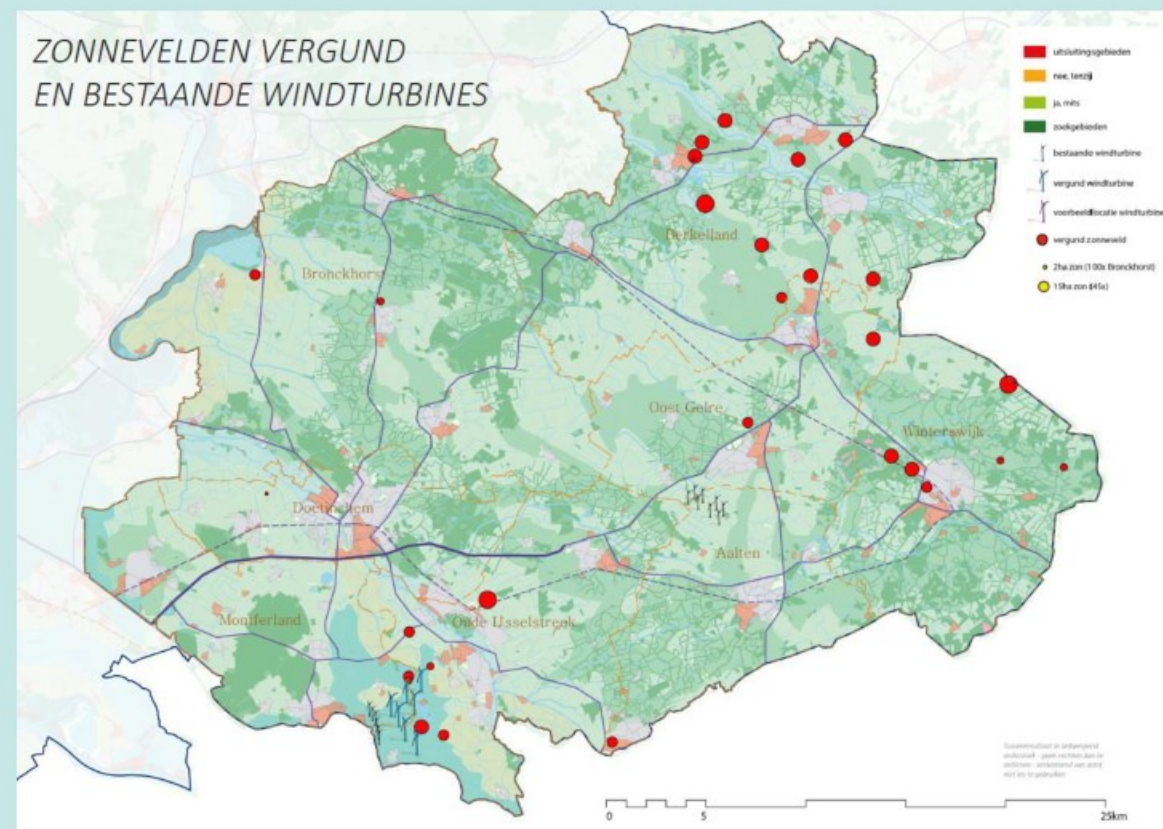 ZONNEVELDEN VERGUND
EN BESTAANDE WINDTURBINES
uitsluitingsgebieden
nee, tenzij
ja, mits
zoekgebieden
bestaande windturbine
vergund windturbine
voorbeeldlocatie windturbine
vergund zonneveld
2ha zon (100x Bronckhorst)
15ha zon (45x)
Berkelland
Bronckhorst
Oost Gelre
Winterswijk
Doetinchem
Aalten
Montferland
Oude IJsselstreek
0
5
25km